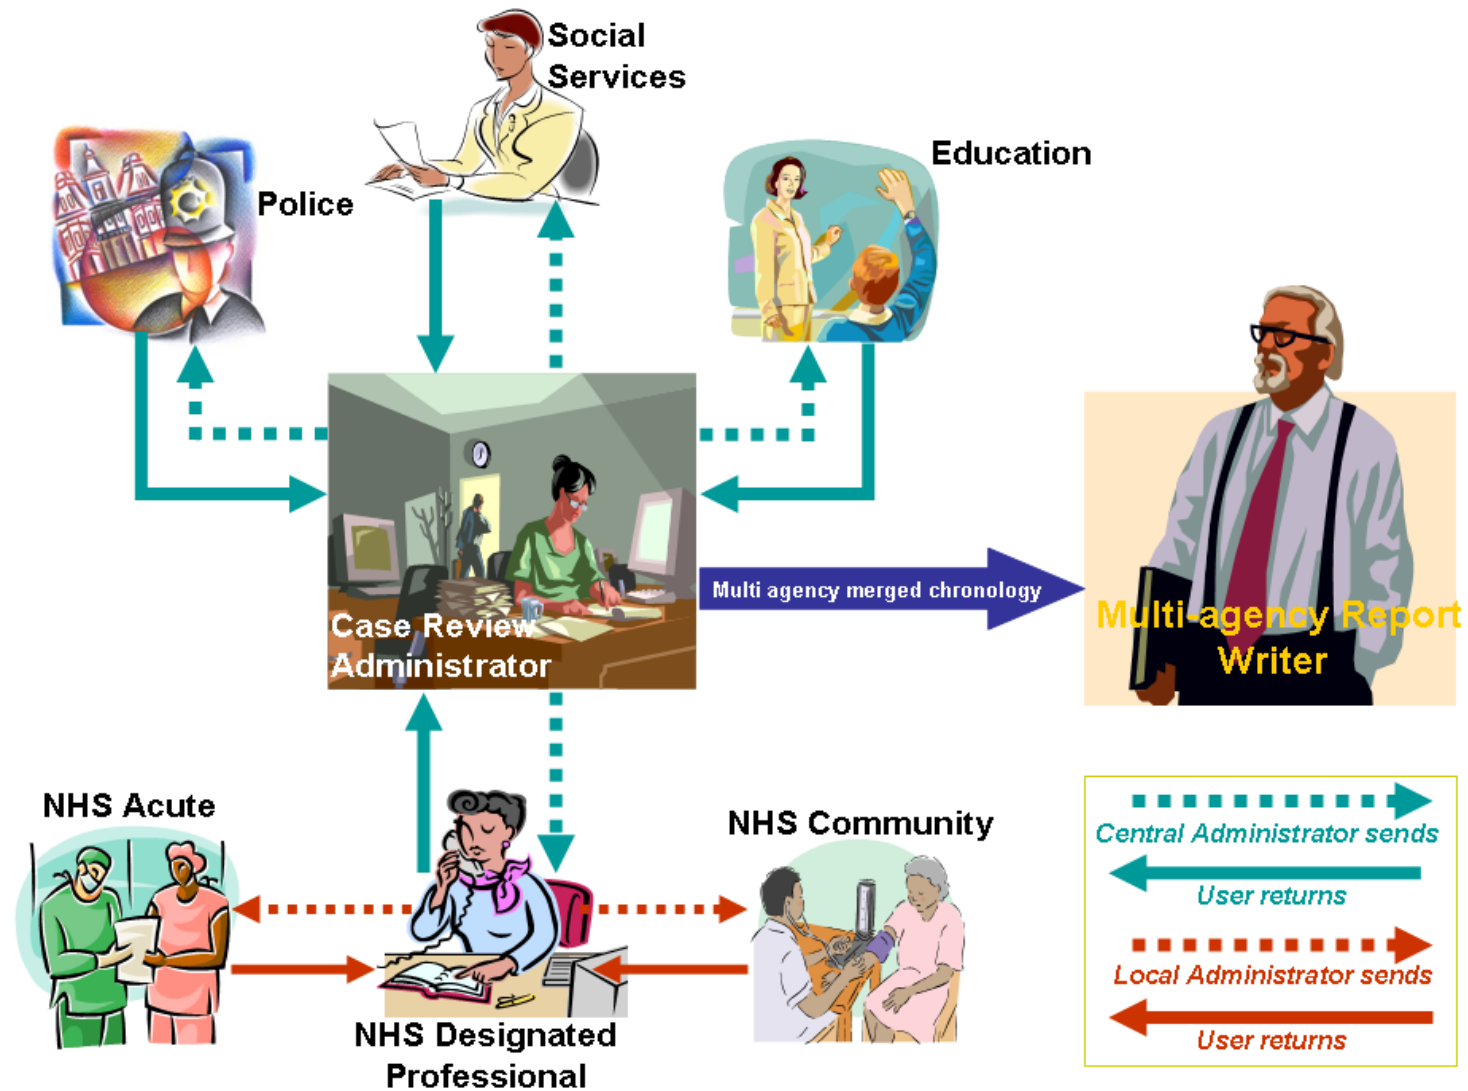 Social
Services
Education
Police
Case Review
Administrator
Multi agency merged chronology
Multi-agency Report
Writer
NHS Acute
NHS Community
NHS Designated
Professional
Central Administrator sends
User returns
Local Administrator sends
User returns